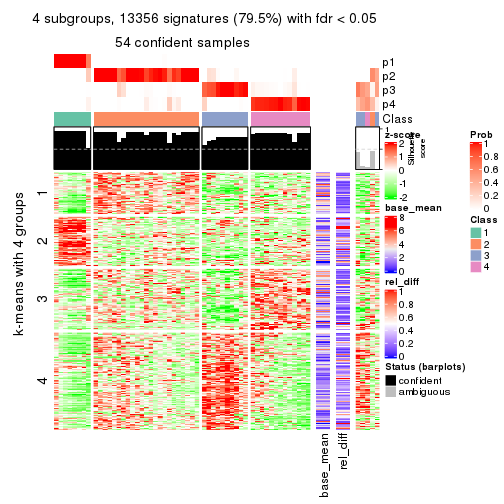 4 subgroups, 13356 signatures (79.5%) with fdr < 0.05
54 confident samples
p1
p2
p3
p4
Class
1
Silhouette
score
z-score
2
1
0
-1
-2
Prob
1
0.8
0.6
0.4
0.2
0
base_mean
8
6
4
2
0
Class
1
2
3
4
rel_diff
1
0.8
0.6
0.4
0.2
0
Status (barplots)
confident
ambiguous
k-means with 4 groups
1
2
3
4
base_mean
rel_diff